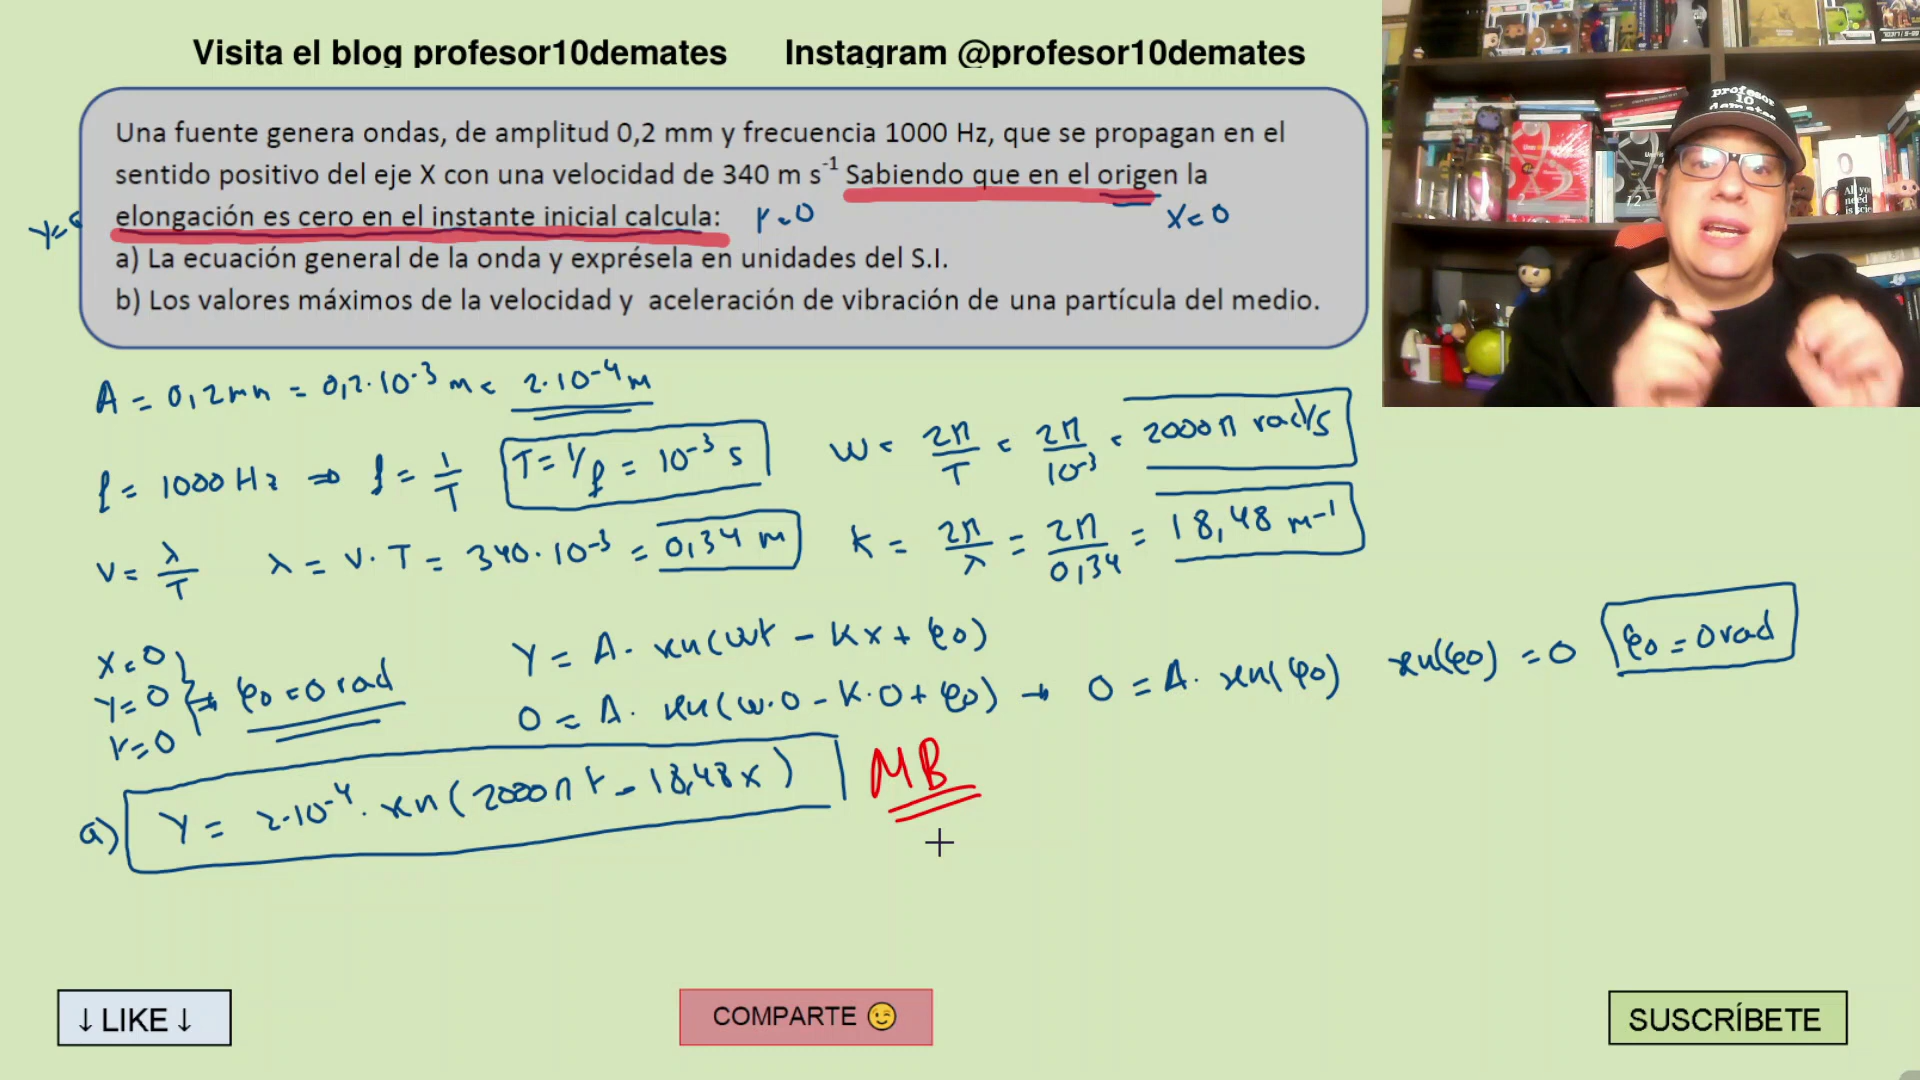 Visita el blog profesor10demates Instagram @profesor10demates
Una fuente genera ondas, de amplitud 0,2 mm y frecuencia 1000 Hz, que se propagan en el
sentido positivo del eje X con una velocidad de 340 m s⁻¹ Sabiendo que en el origen la
elongación es cero en el instante inicial calcula: t=0 x=0
y=0
a) La ecuación general de la onda y exprésela en unidades del S.I.
b) Los valores máximos de la velocidad y aceleración de vibración de una partícula del medio.
A = 0,2mm = 0,2·10⁻³ m = 2·10⁻⁴ m
f = 1000 Hz ⇒ f = 1/T T = 1/f = 10⁻³ s
w = 2π/T = 2π/10⁻³ = 2000π rad/s
v = λ/T λ = v·T = 340·10⁻³ = 0,34 m
k = 2π/λ = 2π/0,34 = 18,48 m⁻¹
x=0
y=0
t=0
} ⇒ φ0 = 0 rad
Y = A· sen(wt - kx + φ0)
0 = A· sen(w·0 - k·0 + φ0) → 0 = A· sen(φ0) sen(φ0) = 0 φ0 = 0 rad
a) Y = 2·10⁻⁴· sen(2000πt - 18,48x) MB
profesor
10
demates
↓ LIKE ↓
COMPARTE 😉
SUSCRÍBETE